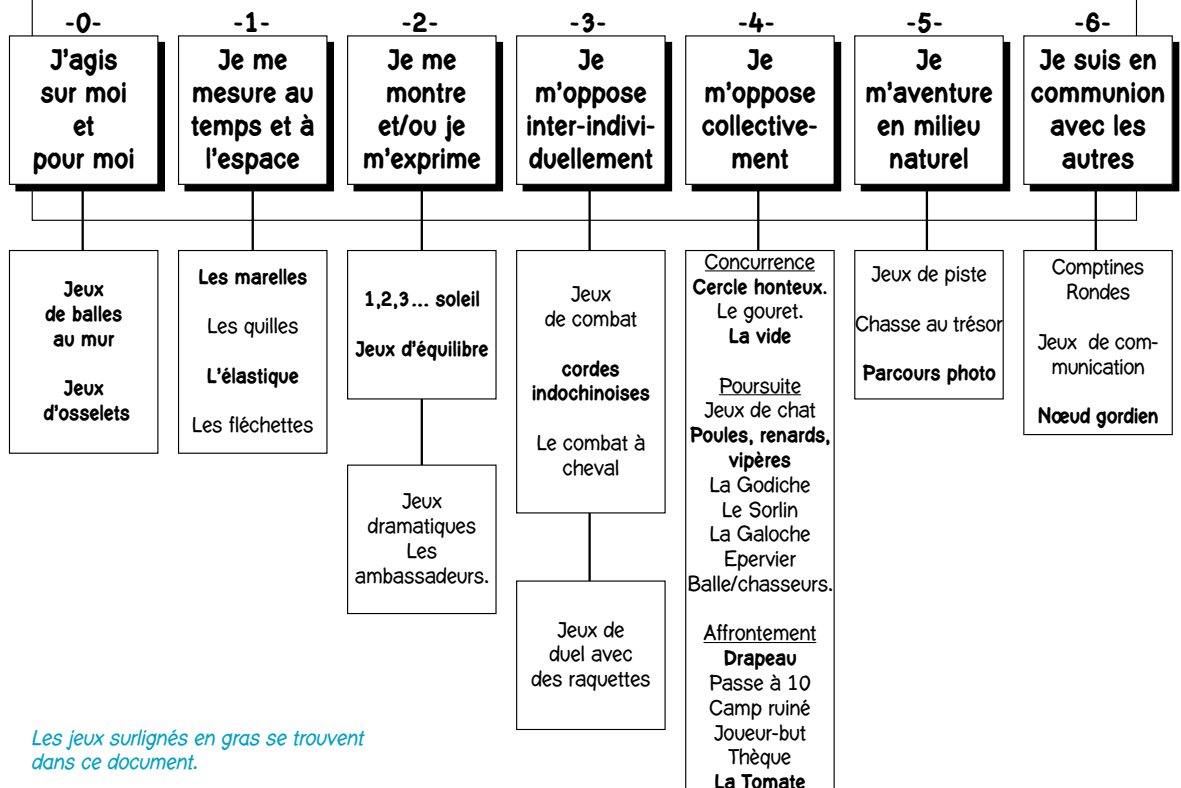 -0-
J'agis
sur moi
et
pour moi
Jeux
de balles
au mur
Jeux
d'osselets
-1-
Je me
mesure au
temps et à
l'espace
Les marelles
Les quilles
L'élastique
Les fléchettes
-2-
Je me
montre
et/ou je
m'exprime
1,2,3... soleil
Jeux d'équilibre
Jeux
dramatiques
Les
ambassadeurs.
-3-
Je
m'oppose
inter-indivi-
duellement
Jeux
de combat
cordes
indochinoises
Le combat à
cheval
Jeux de
duel avec
des raquettes
-4-
Je
m'oppose
collective-
ment
Concurrence
Cercle honteux.
Le gouret.
La vide
Poursuite
Jeux de chat
Poules, renards,
vipères
La Godiche
Le Sorlin
La Galoche
Epervier
Balle/chasseurs.
Affrontement
Drapeau
Passe à 10
Camp ruiné
Joueur-but
Thèque
La Tomate
-5-
Je
m'aventure
en milieu
naturel
Jeux de piste
Chasse au trésor
Parcours photo
-6-
Je suis en
communion
avec les
autres
Comptines
Rondes
Jeux de com-
munication
Nœud gordien
Les jeux surlignés en gras se trouvent
dans ce document.